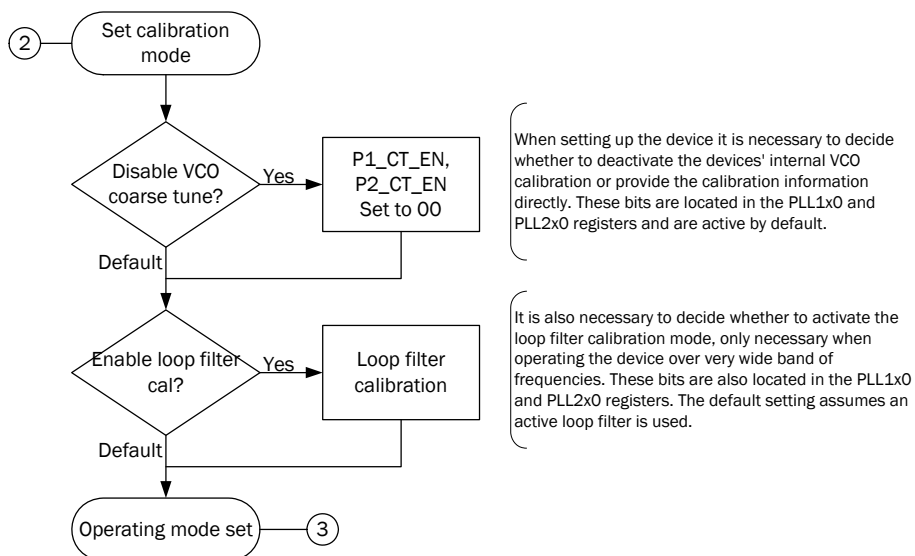 2
Set calibration
mode
Disable VCO
coarse tune?
Yes
P1_CT_EN,
P2_CT_EN
Set to 00
When setting up the device it is necessary to decide
whether to deactivate the devices' internal VCO
calibration or provide the calibration information
directly. These bits are located in the PLL1x0 and
PLL2x0 registers and are active by default.
Default
Enable loop filter
cal?
Yes
Loop filter
calibration
It is also necessary to decide whether to activate the
loop filter calibration mode, only necessary when
operating the device over very wide band of
frequencies. These bits are also located in the PLL1x0
and PLL2x0 registers. The default setting assumes an
active loop filter is used.
Default
Operating mode set
3